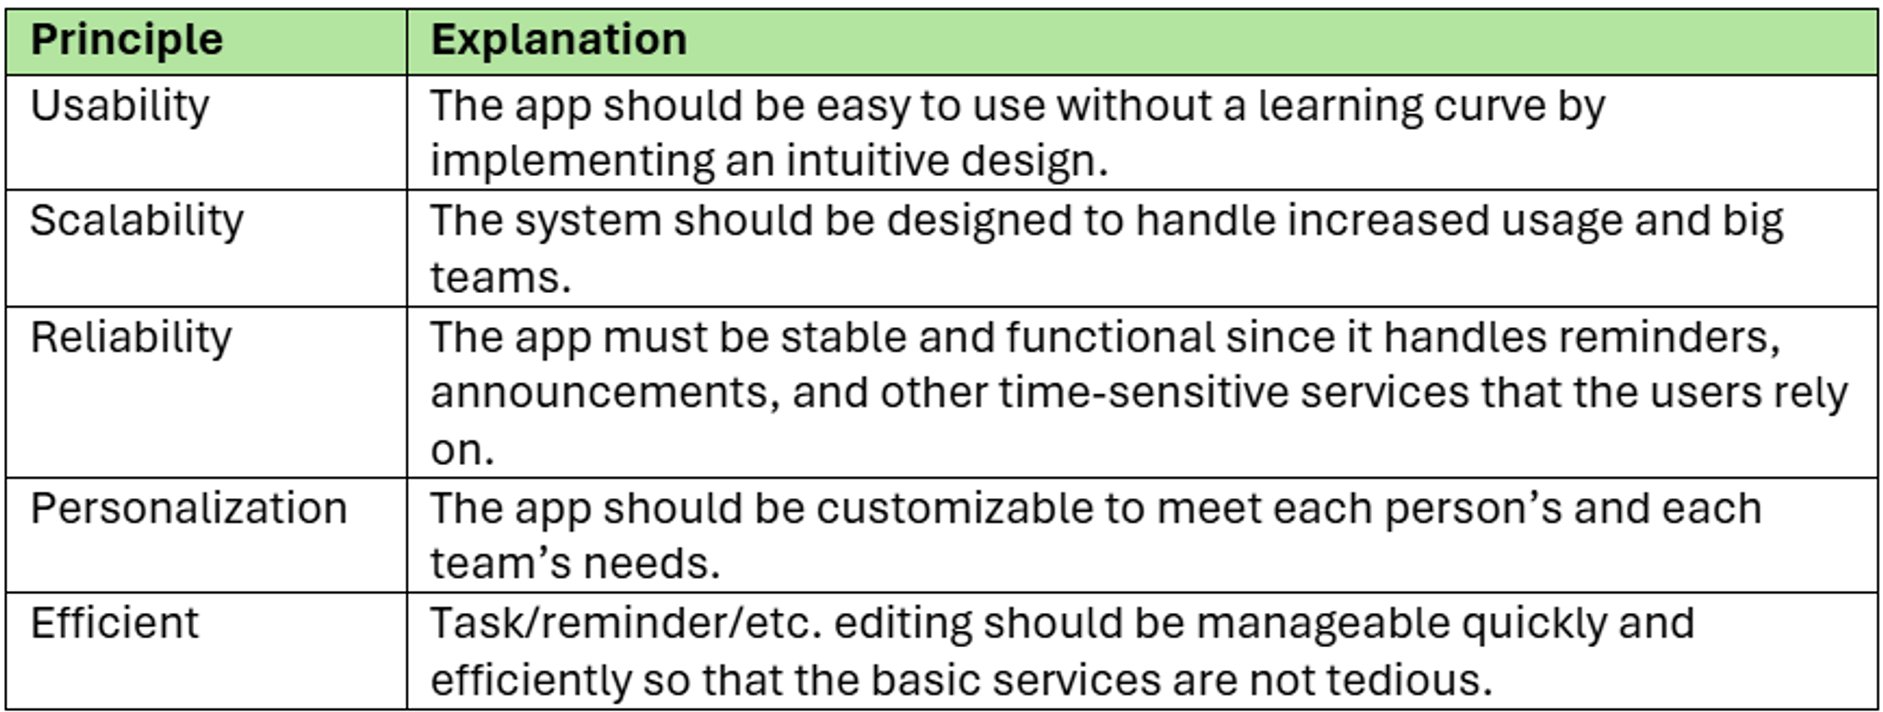 Principle Explanation
Usability The app should be easy to use without a learning curve by
implementing an intuitive design.
Scalability The system should be designed to handle increased usage and big
teams.
Reliability The app must be stable and functional since it handles reminders,
announcements, and other time-sensitive services that the users rely
on.
Personalization The app should be customizable to meet each person’s and each
team’s needs.
Efficient Task/reminder/etc. editing should be manageable quickly and
efficiently so that the basic services are not tedious.